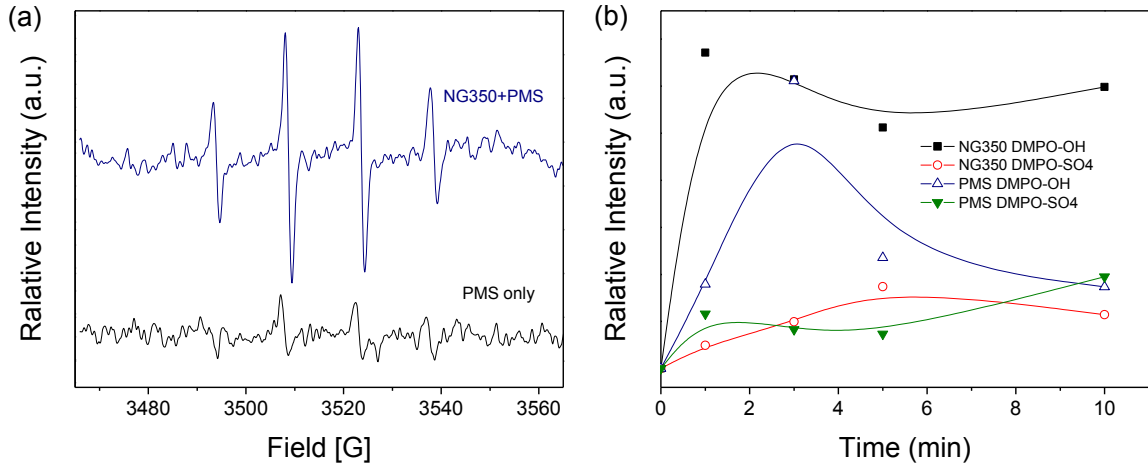 (a)
Ralative Intensity (a.u.)
NG350+PMS
PMS only
3480 3500 3520 3540 3560
Field [G]
(b)
Ralative Intensity (a.u.)
NG350 DMPO-OH
NG350 DMPO-SO4
PMS DMPO-OH
PMS DMPO-SO4
0 2 4 6 8 10
Time (min)